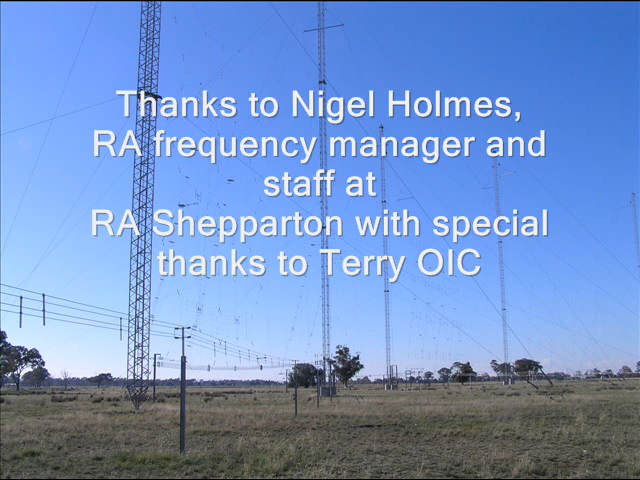 Thanks to Nigel Holmes,
RA frequency manager and
staff at
RA Shepparton with special
thanks to Terry OIC